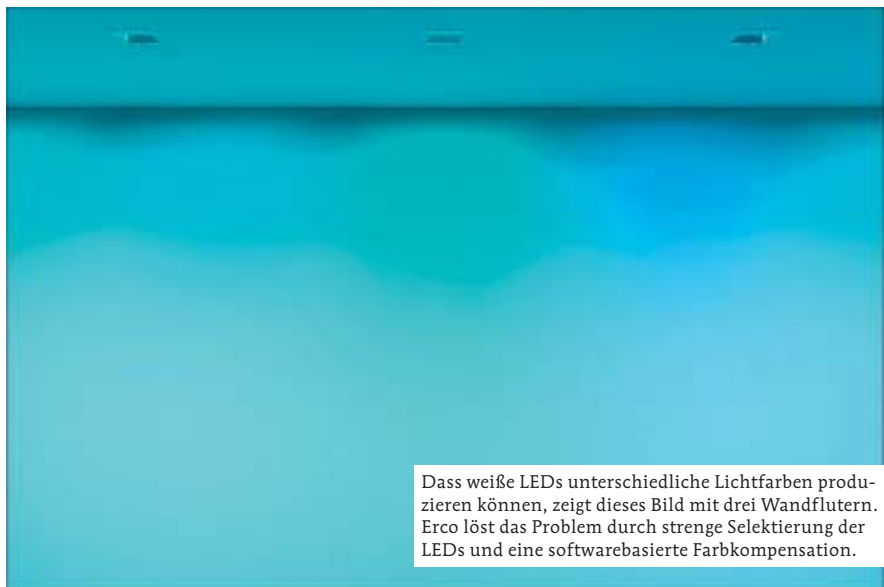 Dass weiße LEDs unterschiedliche Lichtfarben produ-
zieren können, zeigt dieses Bild mit drei Wandflutern.
Erco löst das Problem durch strenge Selektierung der
LEDs und eine softwarebasierte Farbkompensation.